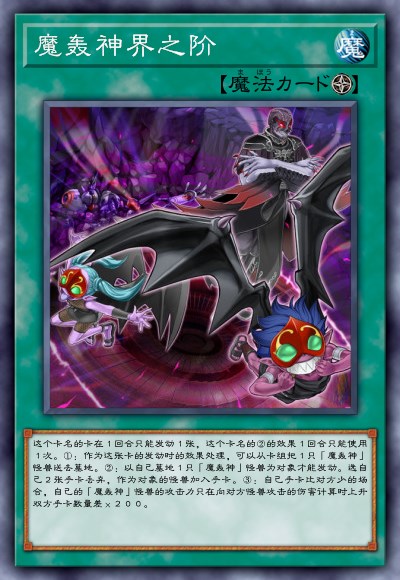 魔轰神界之阶
魔
【魔法カード】
まほう
这个卡名的卡在1回合只能发动1张，这个卡名的②的效果1回合只能使用
1次。①：作为这张卡的发动时的效果处理，可以从卡组把1只「魔轰神」
怪兽送去墓地。②：以自己墓地1只「魔轰神」怪兽为对象才能发动。选自
己2张手卡丢弃，作为对象的怪兽加入手卡。③：自己手卡比对方少的场
合，自己的「魔轰神」怪兽的攻击力只在向对方怪兽攻击的伤害计算时上升
双方手卡数量差x200。